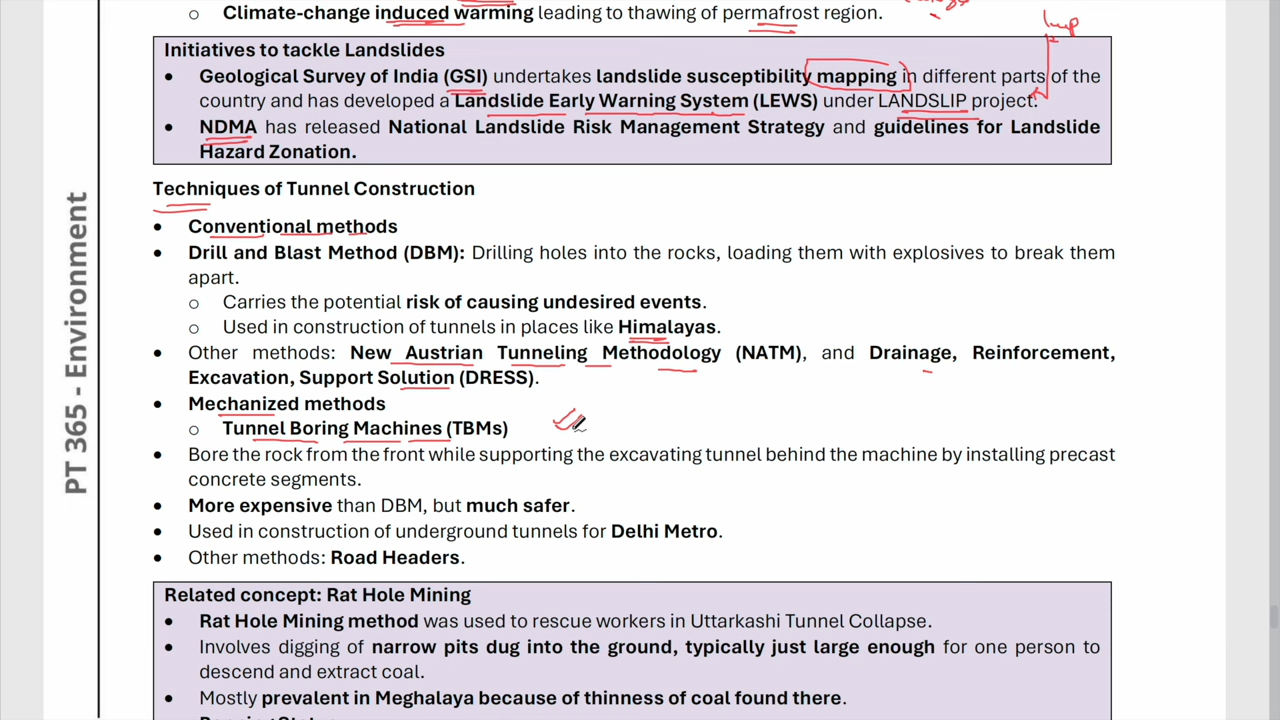 o Climate-change induced warming leading to thawing of permafrost region.
Initiatives to tackle Landslides
• Geological Survey of India (GSI) undertakes landslide susceptibility mapping in different parts of the
country and has developed a Landslide Early Warning System (LEWS) under LANDSLIP project.
• NDMA has released National Landslide Risk Management Strategy and guidelines for Landslide
Hazard Zonation.
Techniques of Tunnel Construction
• Conventional methods
• Drill and Blast Method (DBM): Drilling holes into the rocks, loading them with explosives to break them
apart.
o Carries the potential risk of causing undesired events.
o Used in construction of tunnels in places like Himalayas.
• Other methods: New Austrian Tunneling Methodology (NATM), and Drainage, Reinforcement,
Excavation, Support Solution (DRESS).
• Mechanized methods
o Tunnel Boring Machines (TBMs)
• Bore the rock from the front while supporting the excavating tunnel behind the machine by installing precast
concrete segments.
• More expensive than DBM, but much safer.
• Used in construction of underground tunnels for Delhi Metro.
• Other methods: Road Headers.
Related concept: Rat Hole Mining
• Rat Hole Mining method was used to rescue workers in Uttarkashi Tunnel Collapse.
• Involves digging of narrow pits dug into the ground, typically just large enough for one person to
descend and extract coal.
• Mostly prevalent in Meghalaya because of thinness of coal found there.
PT 365 - Environment